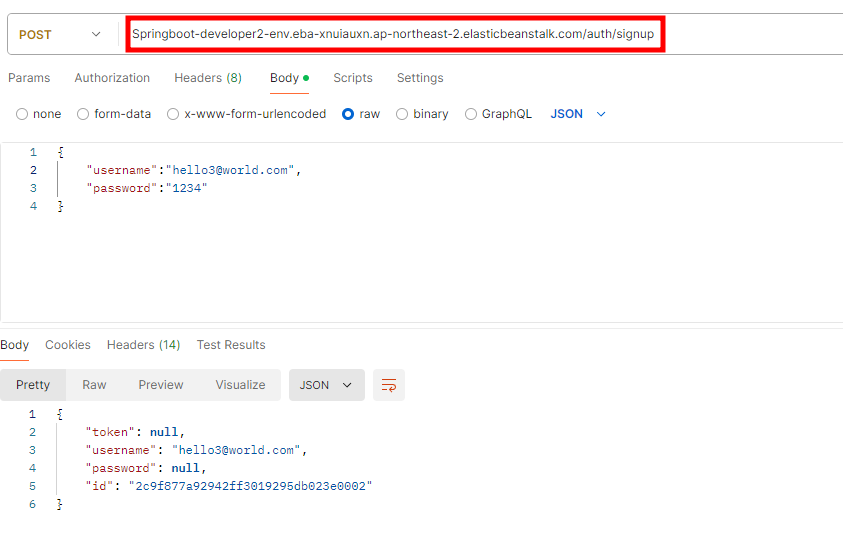 POST Springboot-developer2-env.eba-xnuiauxn.ap-northeast-2.elasticbeanstalk.com/auth/signup
Params Authorization Headers (8) Body Scripts Settings
none form-data x-www-form-urlencoded raw binary GraphQL JSON
1 {
2 "username":"hello3@world.com",
3 "password":"1234"
4 }
Body Cookies Headers (14) Test Results
Pretty Raw Preview Visualize JSON
1 {
2 "token": null,
3 "username": "hello3@world.com",
4 "password": null,
5 "id": "2c9f877a92942ff3019295db023e0002"
6 }